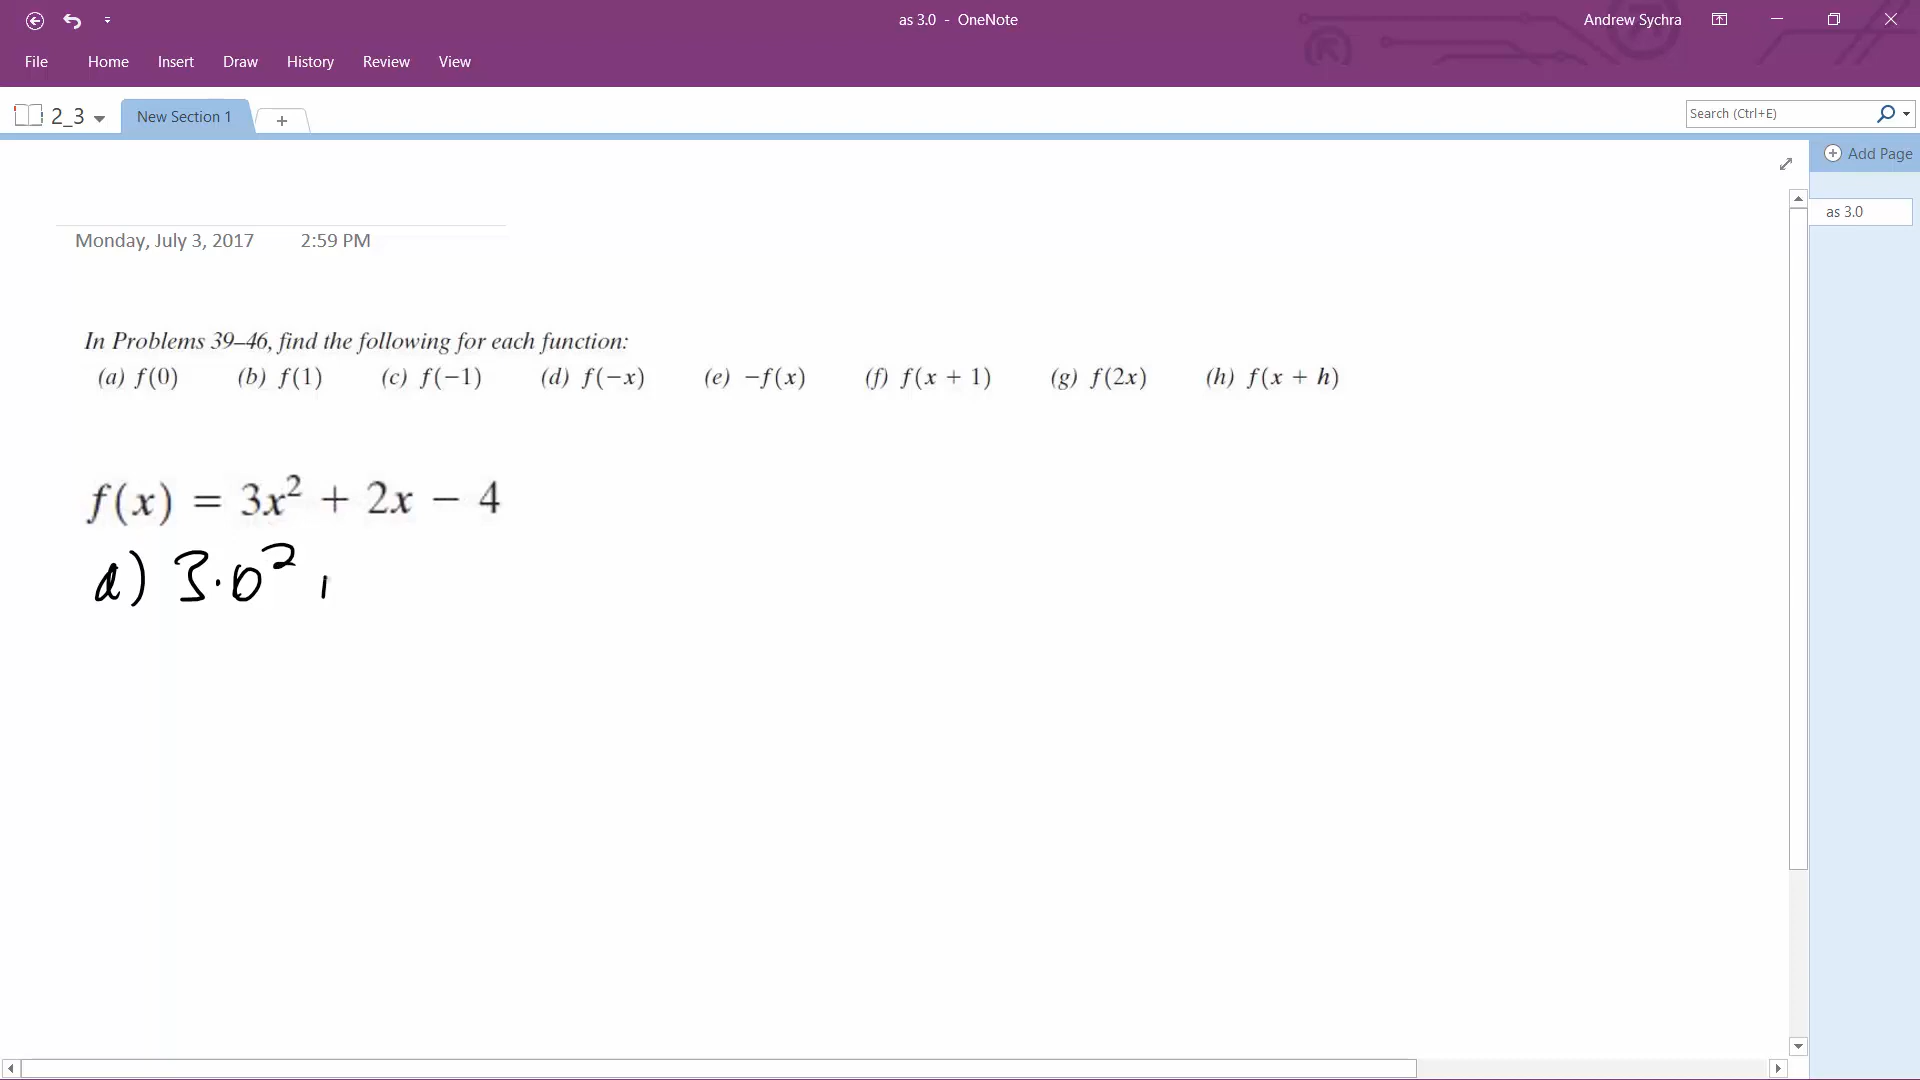 as 3.0 - OneNote
Andrew Sychra
File Home Insert Draw History Review View
2_3 New Section 1 +
Search (Ctrl+E)
Add Page
as 3.0
Monday, July 3, 2017 2:59 PM
In Problems 39–46, find the following for each function:
(a) f(0) (b) f(1) (c) f(−1) (d) f(−x) (e) −f(x) (f) f(x + 1) (g) f(2x) (h) f(x + h)
f(x) = 3x² + 2x − 4
a) 3·0²